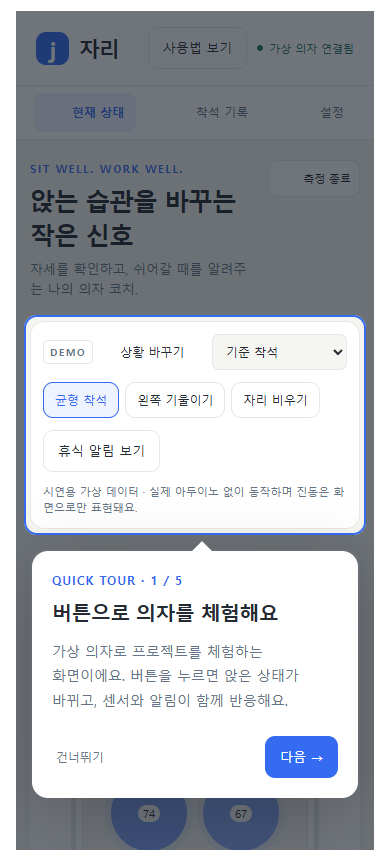 j 자리 사용법 보기 가상 의자 연결됨
현재 상태 착석 기록 설정
SIT WELL. WORK WELL.
측정 종료
앉는 습관을 바꾸는
작은 신호
자세를 확인하고, 쉬어갈 때를 알려주
는 나의 의자 코치.
DEMO 상황 바꾸기 기준 착석
균형 착석 왼쪽 기울이기 자리 비우기
휴식 알림 보기
시연용 가상 데이터 · 실제 아두이노 없이 동작하며 진동은 화
면으로만 표현돼요.
QUICK TOUR · 1 / 5
버튼으로 의자를 체험해요
가상 의자로 프로젝트를 체험하는
화면이에요. 버튼을 누르면 앉은 상태가
바뀌고, 센서와 알림이 함께 반응해요.
건너뛰기 다음 →
74 67